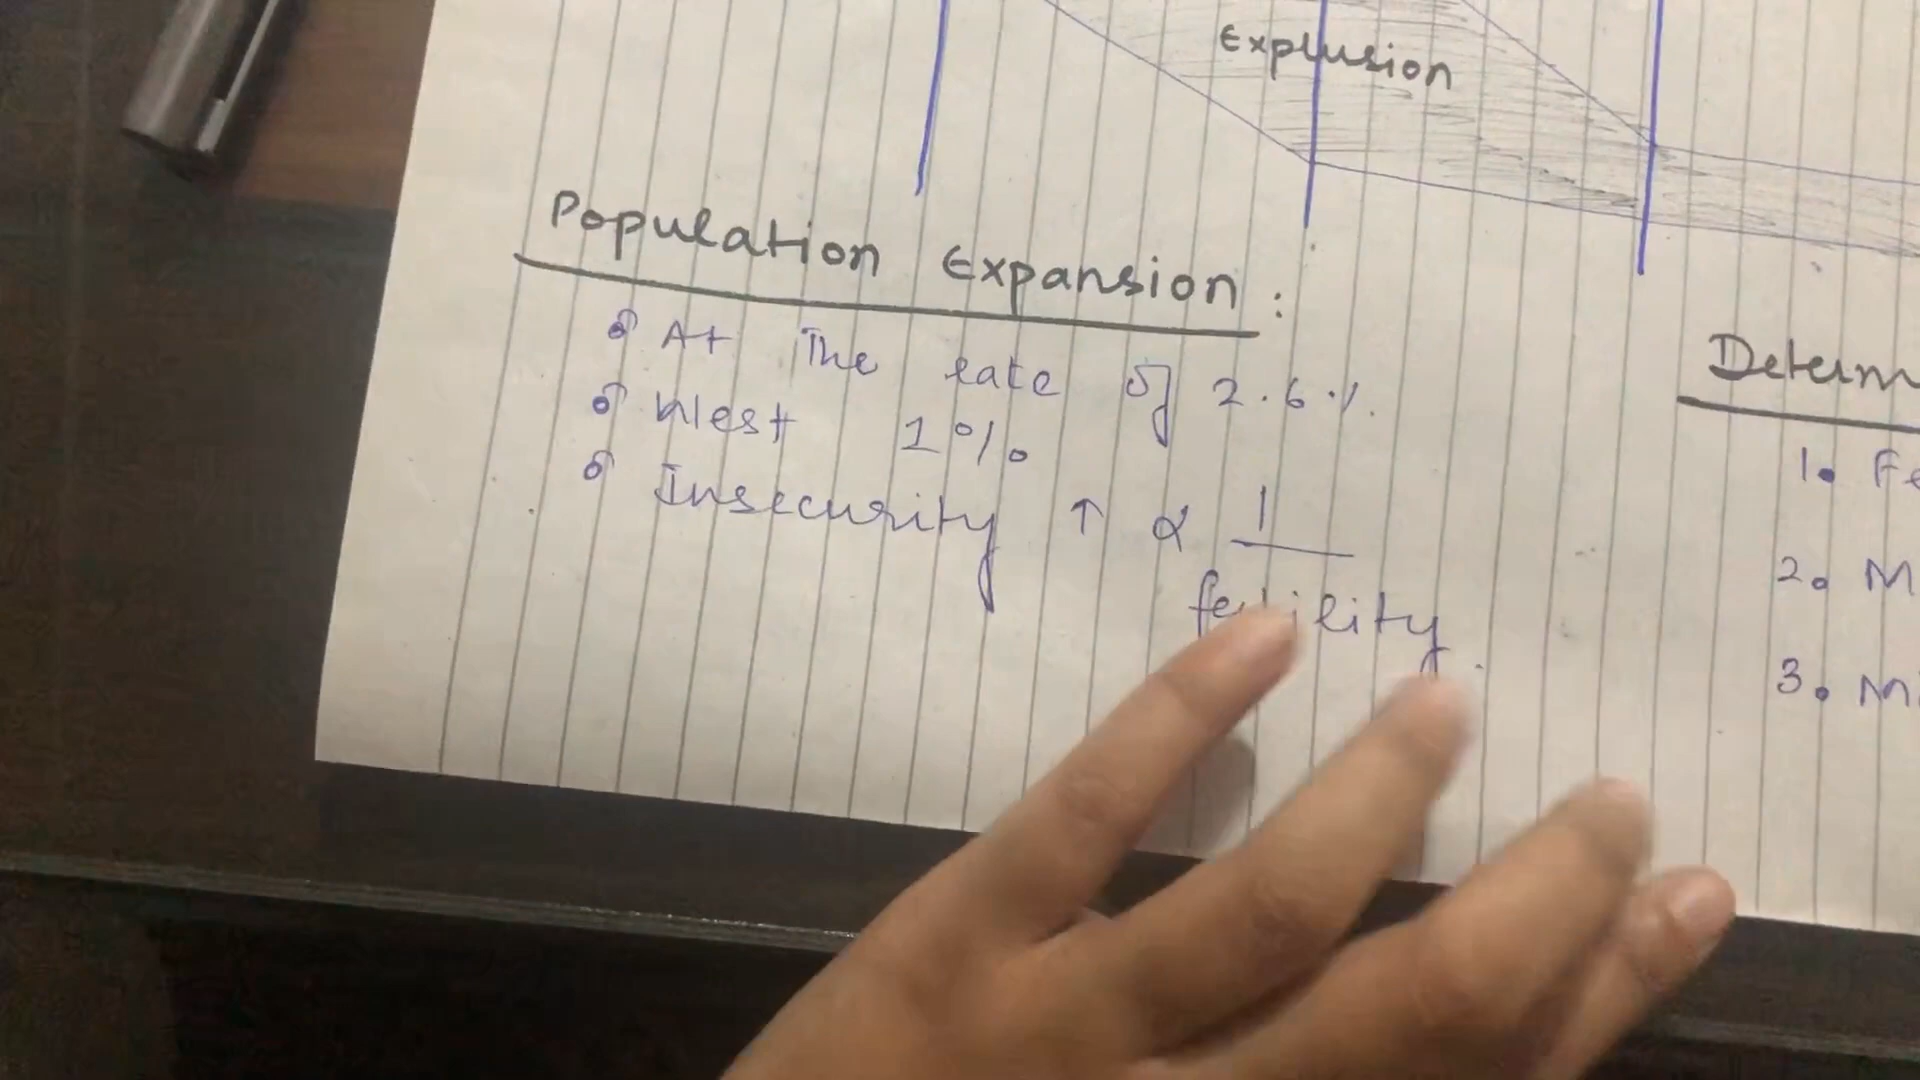 Explusion
Population Expansion:
At The rate of 2.6%.
West 1%
Insecurity ↑ ∝ 1
fertility.
Determ
1. Fe
2. M
3. Mi